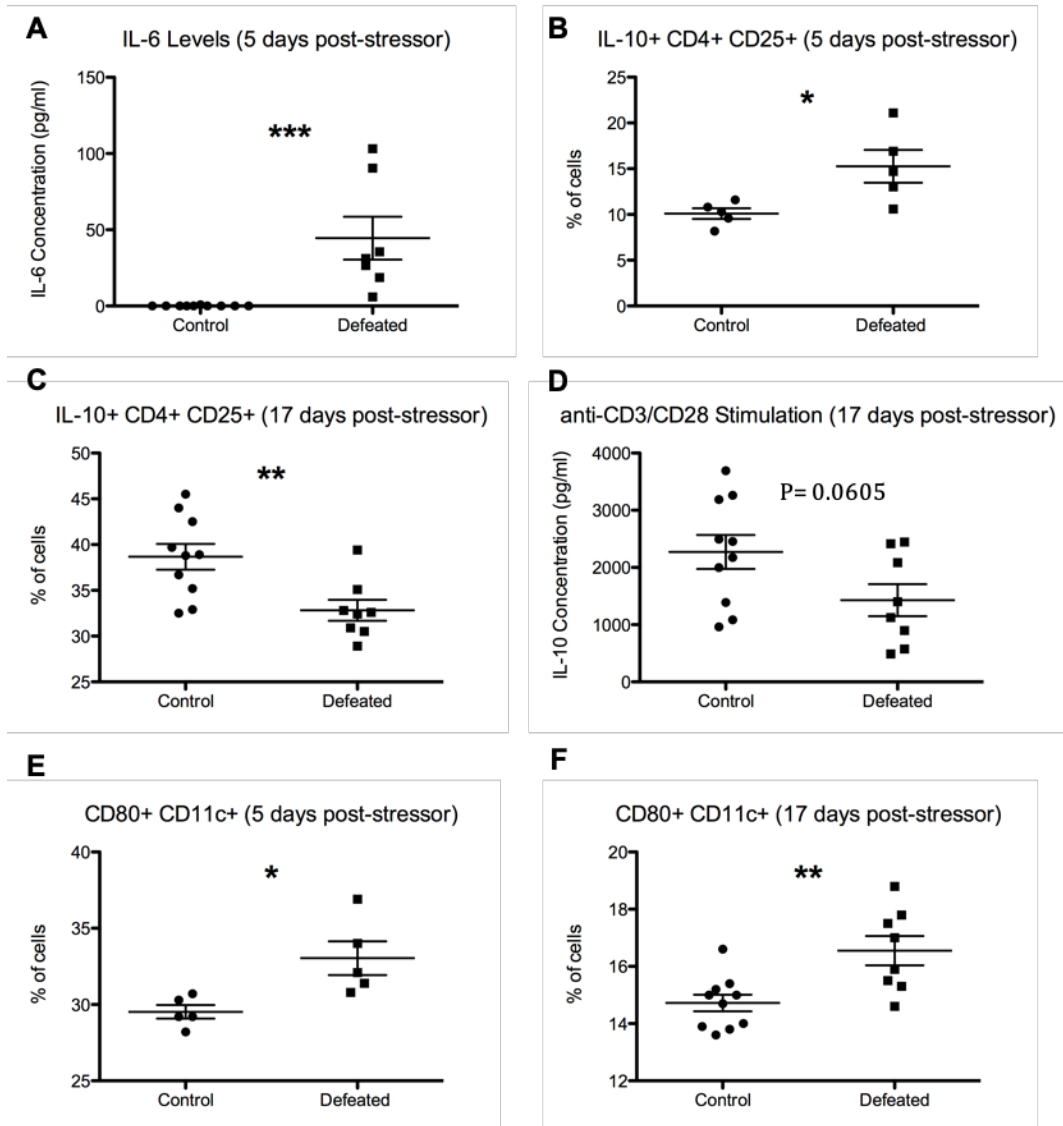 A
IL-6 Levels (5 days post-stressor)
IL-6 Concentration (pg/ml)
150
100
50
0
***
Control
Defeated
B
IL-10+ CD4+ CD25+ (5 days post-stressor)
% of cells
25
20
15
10
5
0
*
Control
Defeated
C
IL-10+ CD4+ CD25+ (17 days post-stressor)
% of cells
50
45
40
35
30
25
**
Control
Defeated
D
anti-CD3/CD28 Stimulation (17 days post-stressor)
IL-10 Concentration (pg/ml)
4000
3000
2000
1000
0
P= 0.0605
Control
Defeated
E
CD80+ CD11c+ (5 days post-stressor)
% of cells
40
35
30
25
*
Control
Defeated
F
CD80+ CD11c+ (17 days post-stressor)
% of cells
20
18
16
14
12
**
Control
Defeated